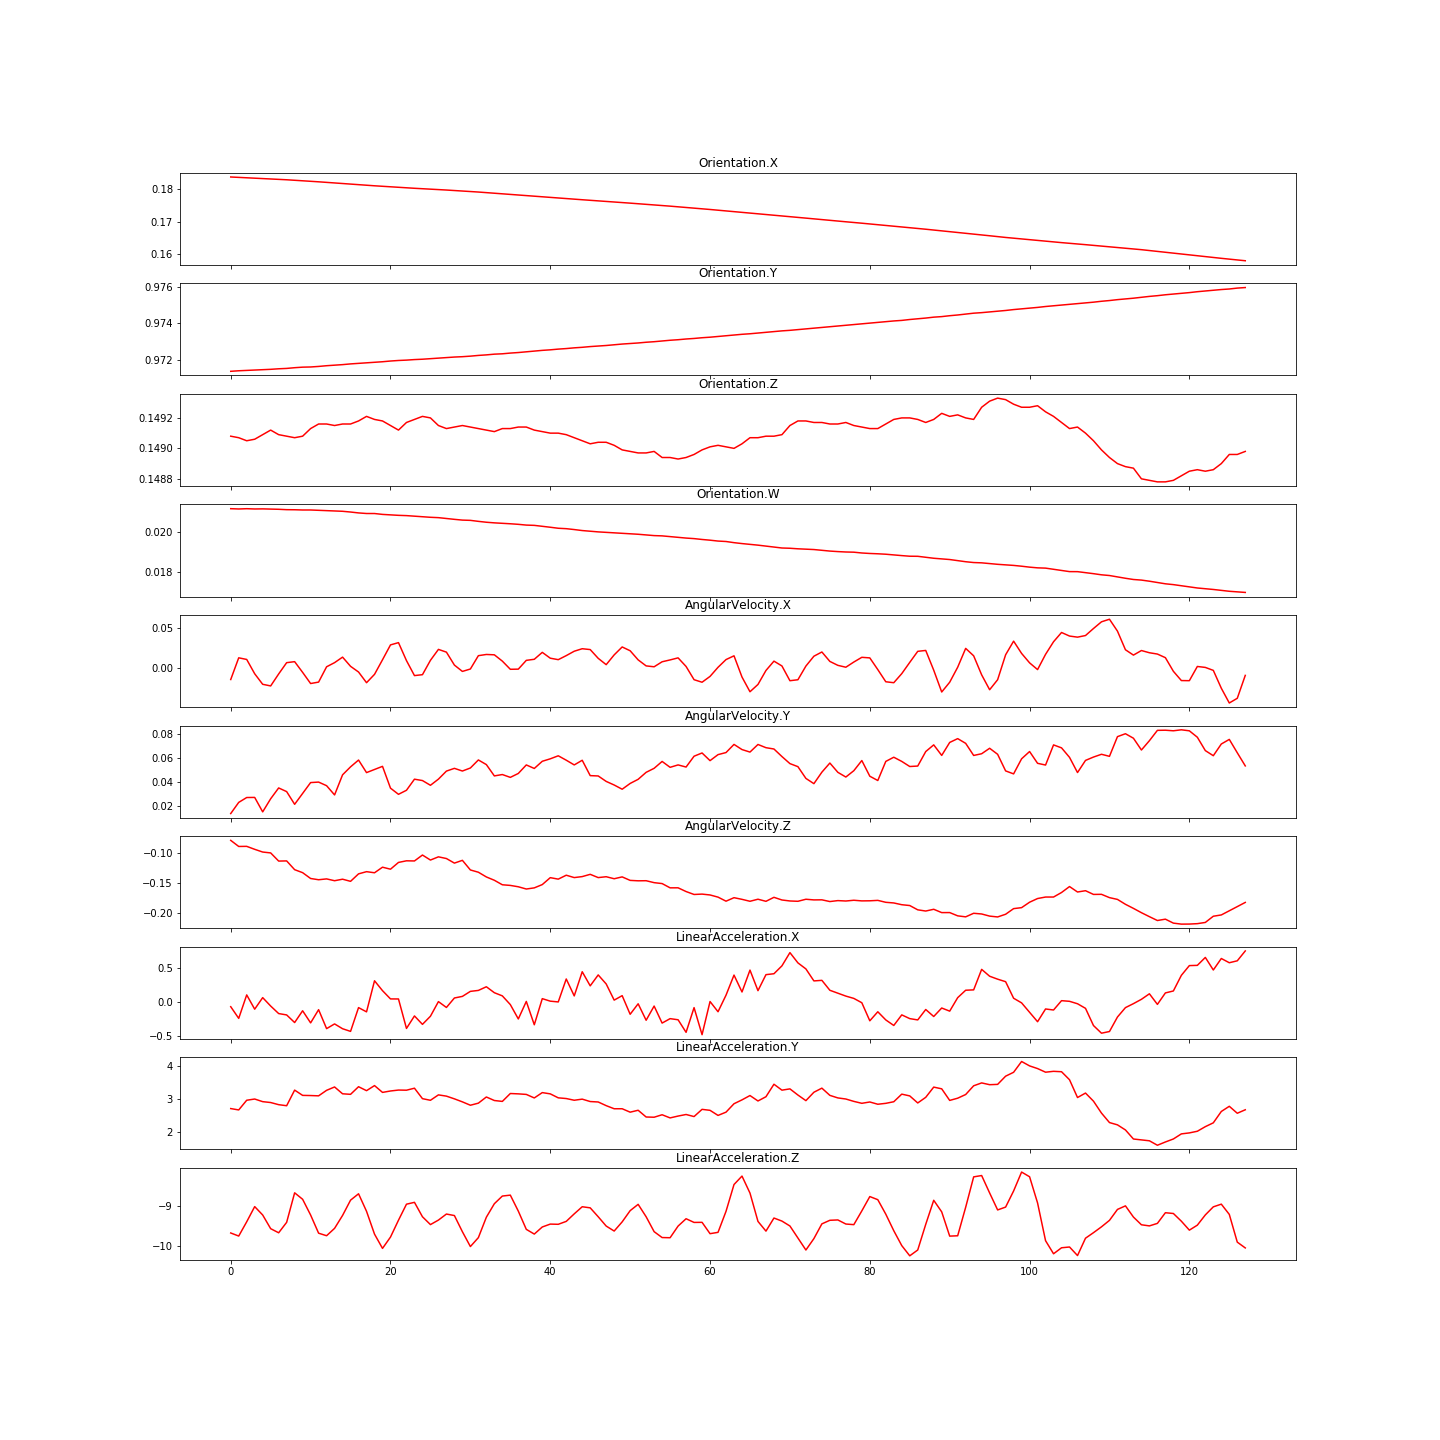 Orientation.X
0.18
0.17
0.16
Orientation.Y
0.976
0.974
0.972
Orientation.Z
0.1492
0.1490
0.1488
Orientation.W
0.020
0.018
AngularVelocity.X
0.05
0.00
AngularVelocity.Y
0.08
0.06
0.04
0.02
AngularVelocity.Z
−0.10
−0.15
−0.20
LinearAcceleration.X
0.5
0.0
−0.5
LinearAcceleration.Y
4
3
2
LinearAcceleration.Z
−9
−10
0 20 40 60 80 100 120